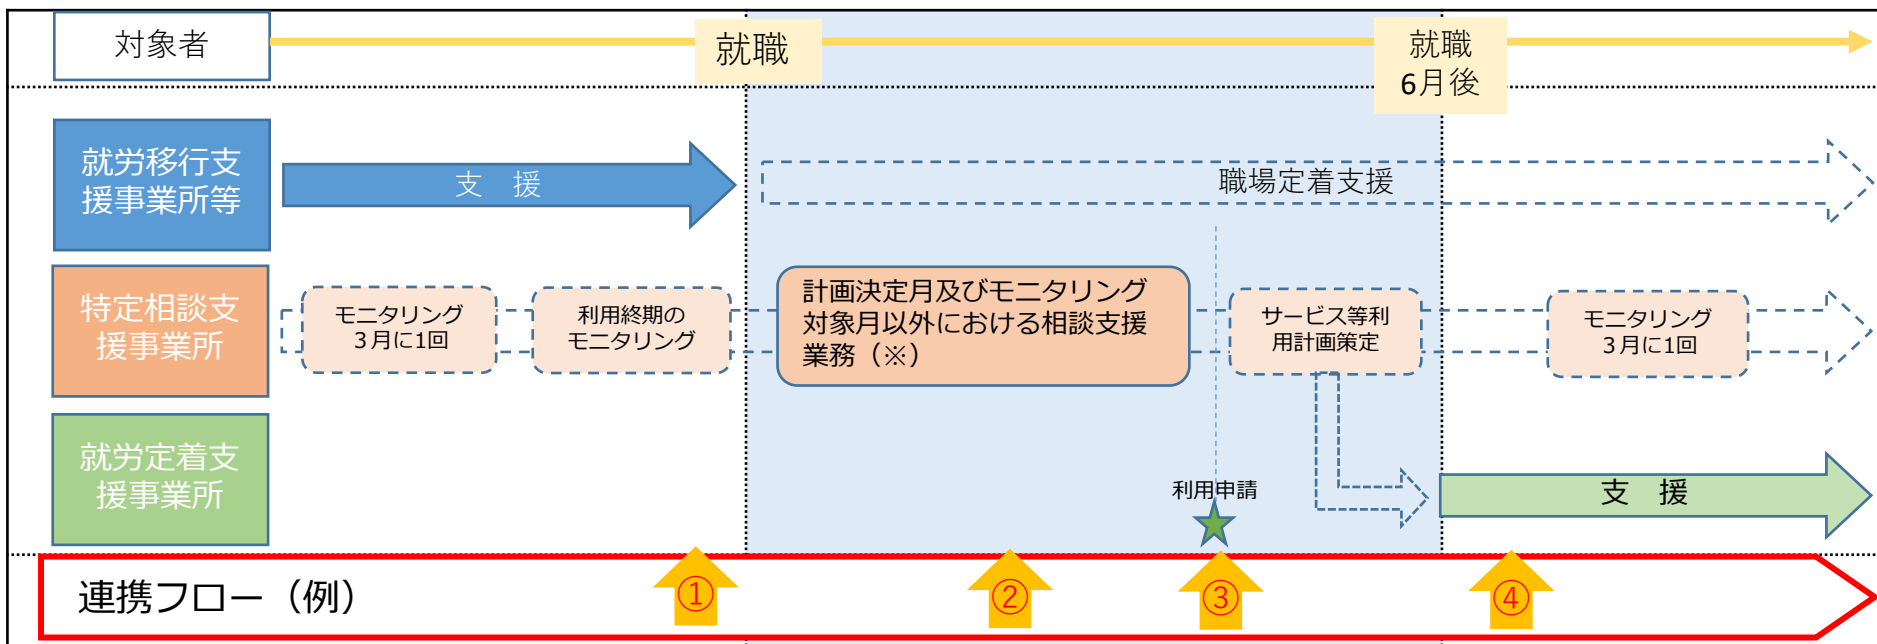 対象者
就職
就職
6月後
就労移行支
援事業所等
支　援
職場定着支援
特定相談支
援事業所
モニタリング
３月に1回
利用終期の
モニタリング
計画決定月及びモニタリング
対象月以外における相談支援
業務（※）
サービス等利
用計画策定
モニタリング
３月に1回
就労定着支
援事業所
利用申請
支　援
連携フロー（例）
①
②
③
④